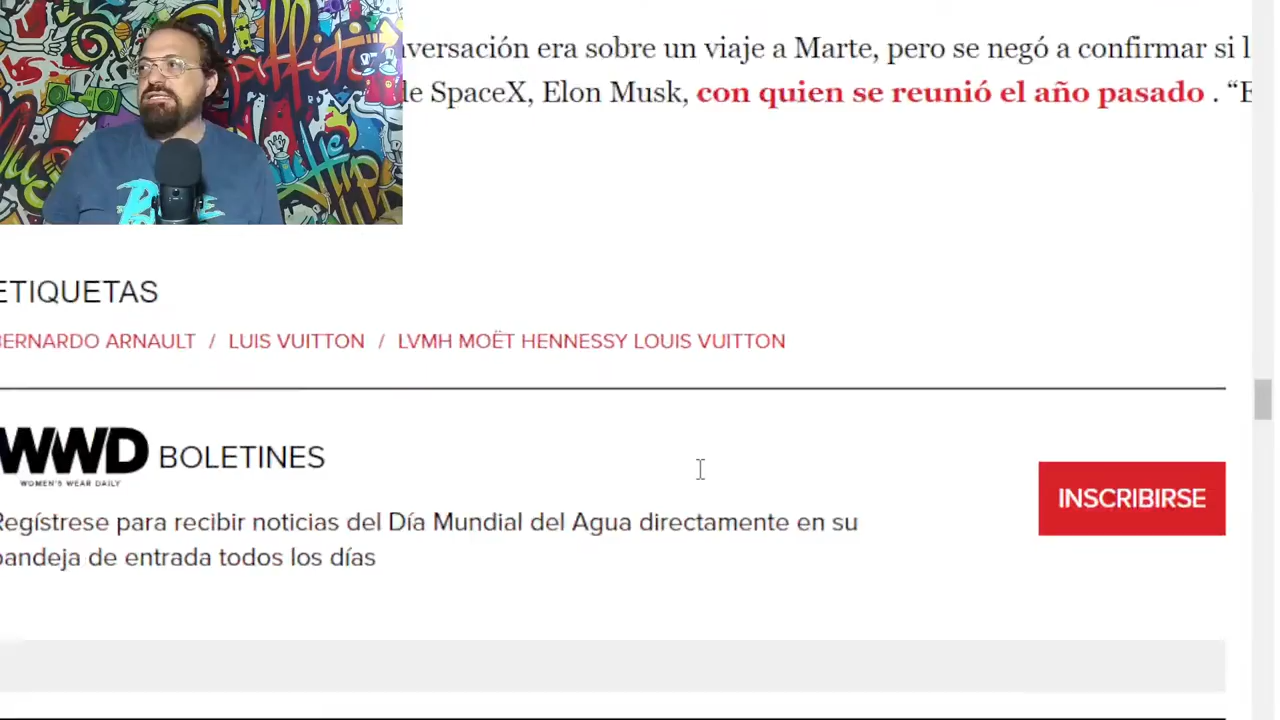 versación era sobre un viaje a Marte, pero se negó a confirmar si l
de SpaceX, Elon Musk, con quien se reunió el año pasado . “E
ETIQUETAS
BERNARDO ARNAULT / LUIS VUITTON / LVMH MOËT HENNESSY LOUIS VUITTON
WWD BOLETINES
WOMEN'S WEAR DAILY
INSCRIBIRSE
Regístrese para recibir noticias del Día Mundial del Agua directamente en su
bandeja de entrada todos los días